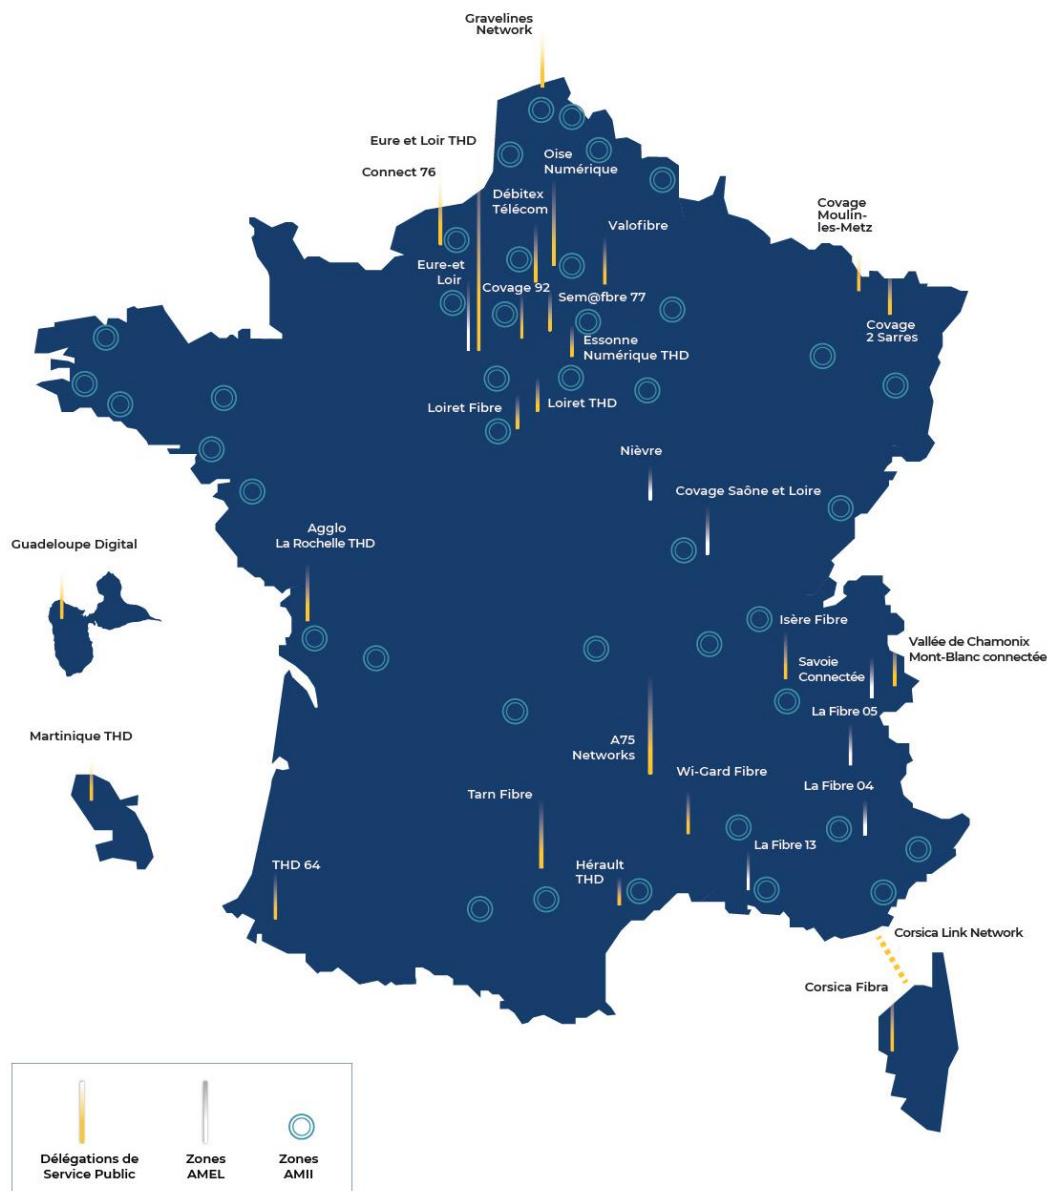 Gravelines
Network
Eure et Loir THD
Connect 76
Oise
Numérique
Débitex
Télécom
Valofibre
Covage
Moulin-
les-Metz
Eure-et
Loir
Covage 92
Sem@fbre 77
Covage
2 Sarres
Essonne
Numérique THD
Loiret Fibre
Loiret THD
Nièvre
Covage Saône et Loire
Agglo
La Rochelle THD
Guadeloupe Digital
Isère Fibre
Vallée de Chamonix
Mont-Blanc connectée
Savoie
Connectée
La Fibre 05
Martinique THD
A75
Networks
Wi-Gard Fibre
La Fibre 04
Tarn Fibre
La Fibre 13
THD 64
Hérault
THD
Corsica Link Network
Corsica Fibra
Délégations de
Service Public
Zones
AMEL
Zones
AMII